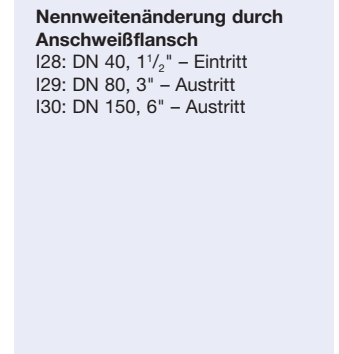 Nennweitenänderung durch
Anschweißflansch
I28: DN 40, 1¹/₂" – Eintritt
I29: DN 80, 3" – Austritt
I30: DN 150, 6" – Austritt